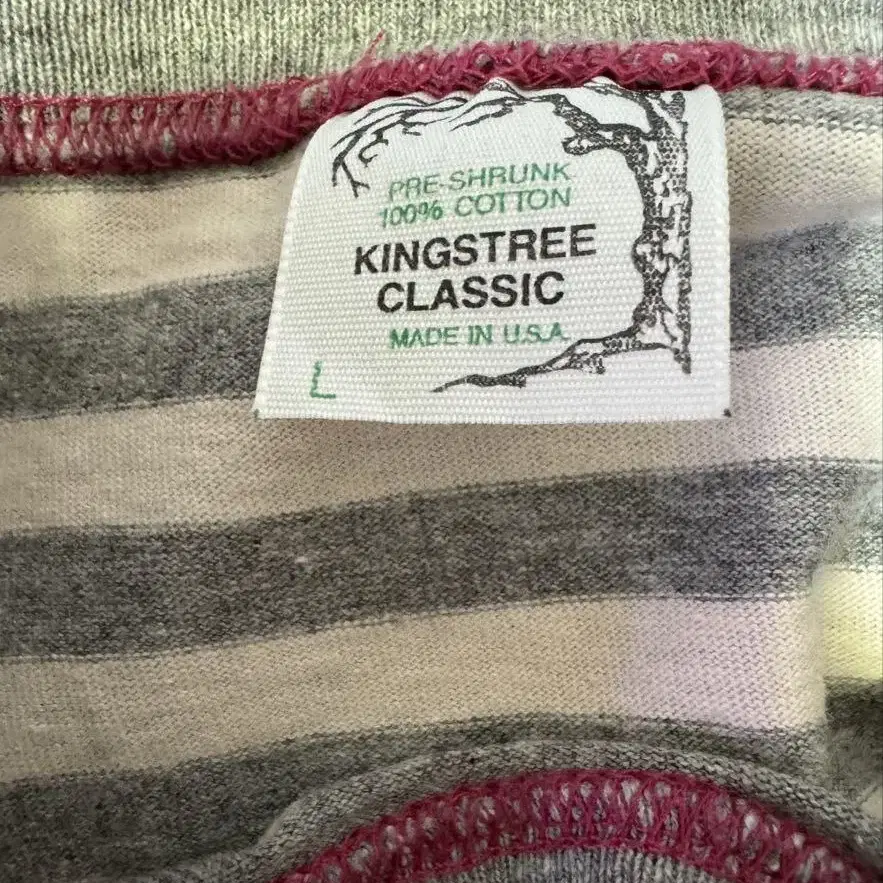 PRE-SHRUNK
100% COTTON
KINGSTREE
CLASSIC
MADE IN U.S.A.
L